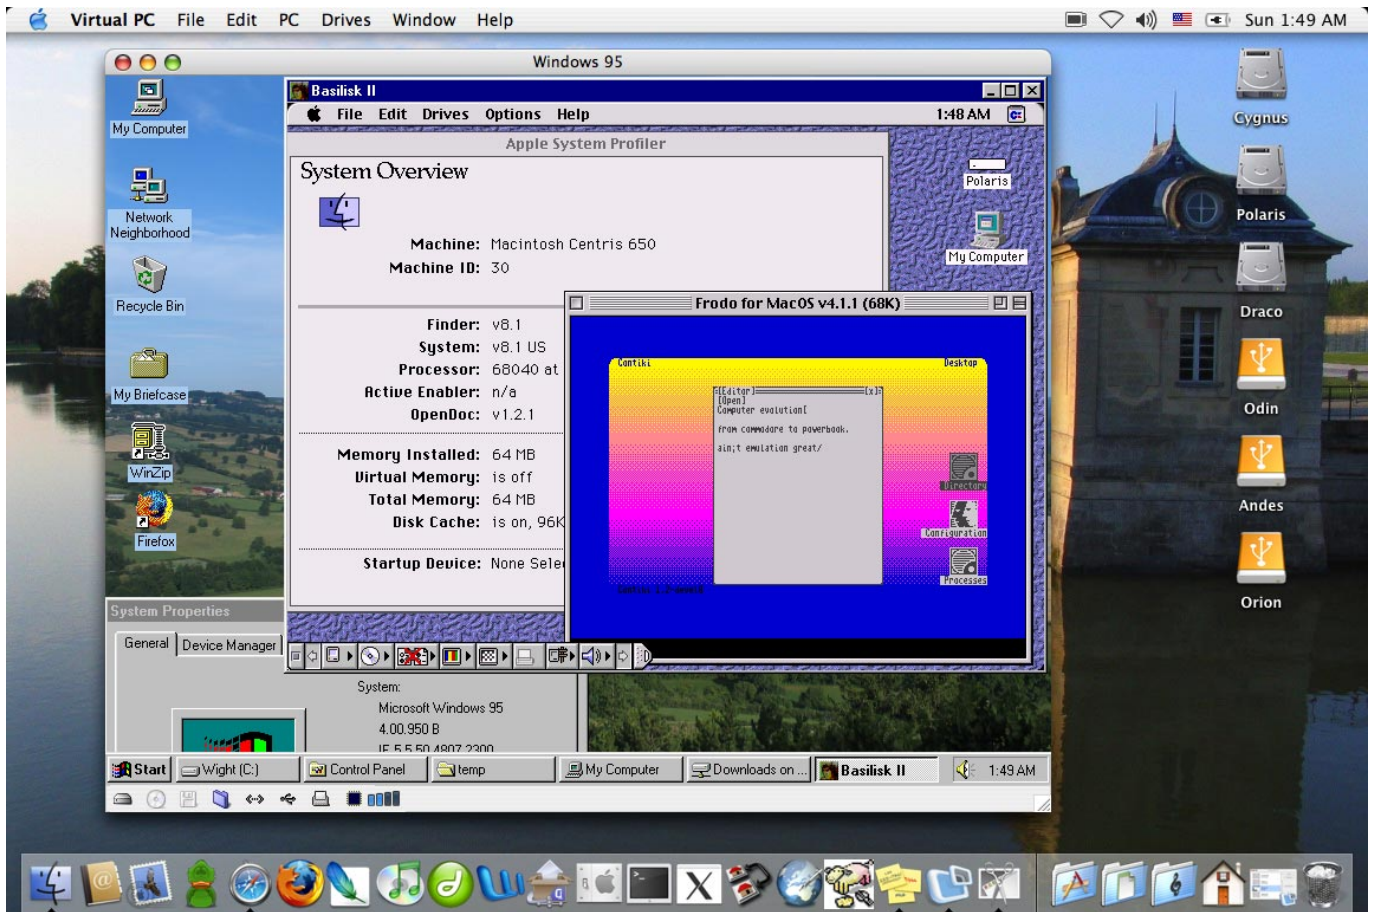 Virtual PC File Edit PC Drives Window Help Sun 1:49 AM
Windows 95
My Computer
Network
Neighborhood
Recycle Bin
My Briefcase
WinZip
Firefox
Basilisk II
File Edit Drives Options Help 1:48 AM
Apple System Profiler
System Overview
Machine: Macintosh Centris 650
Machine ID: 30
Finder: v8.1
System: v8.1 US
Processor: 68040 at
Active Enabler: n/a
OpenDoc: v1.2.1
Memory Installed: 64 MB
Virtual Memory: is off
Total Memory: 64 MB
Disk Cache: is on, 96K
Startup Device: None Sele
Polaris
My Computer
Frodo for MacOS v4.1.1 (68K)
Contiki Desktop
[Editor] [x]
[Open]
Computer evolution[
from commodore to powerbook.
ain;t emulation great/
Directory
Configuration
Processes
System Properties
General Device Manager
System:
Microsoft Windows 95
4.00.950 B
IE 5 5.50.4807.2300
Start Wight (C:) Control Panel temp My Computer Downloads on ... Basilisk II 1:49 AM
Cygnus
Polaris
Draco
Odin
Andes
Orion